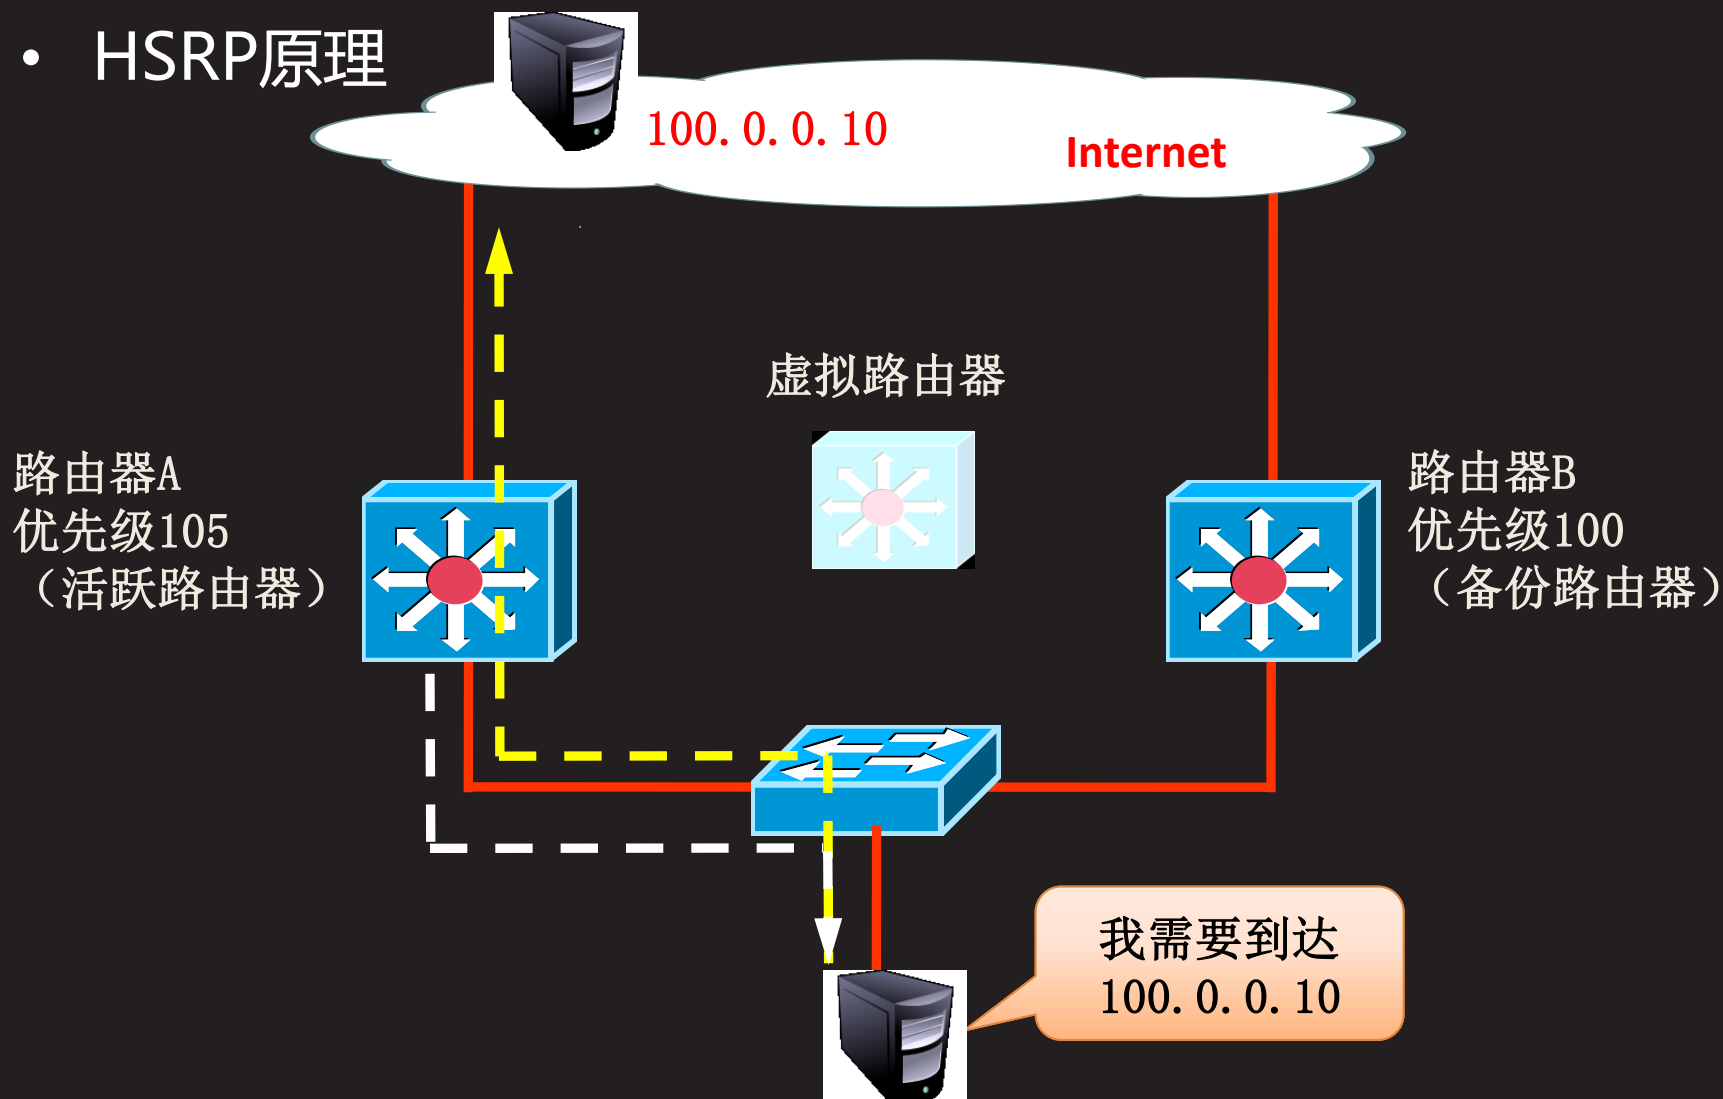 • HSRP原理
100.0.0.10
Internet
虚拟路由器
路由器A
优先级105
（活跃路由器）
路由器B
优先级100
（备份路由器）
我需要到达
100.0.0.10